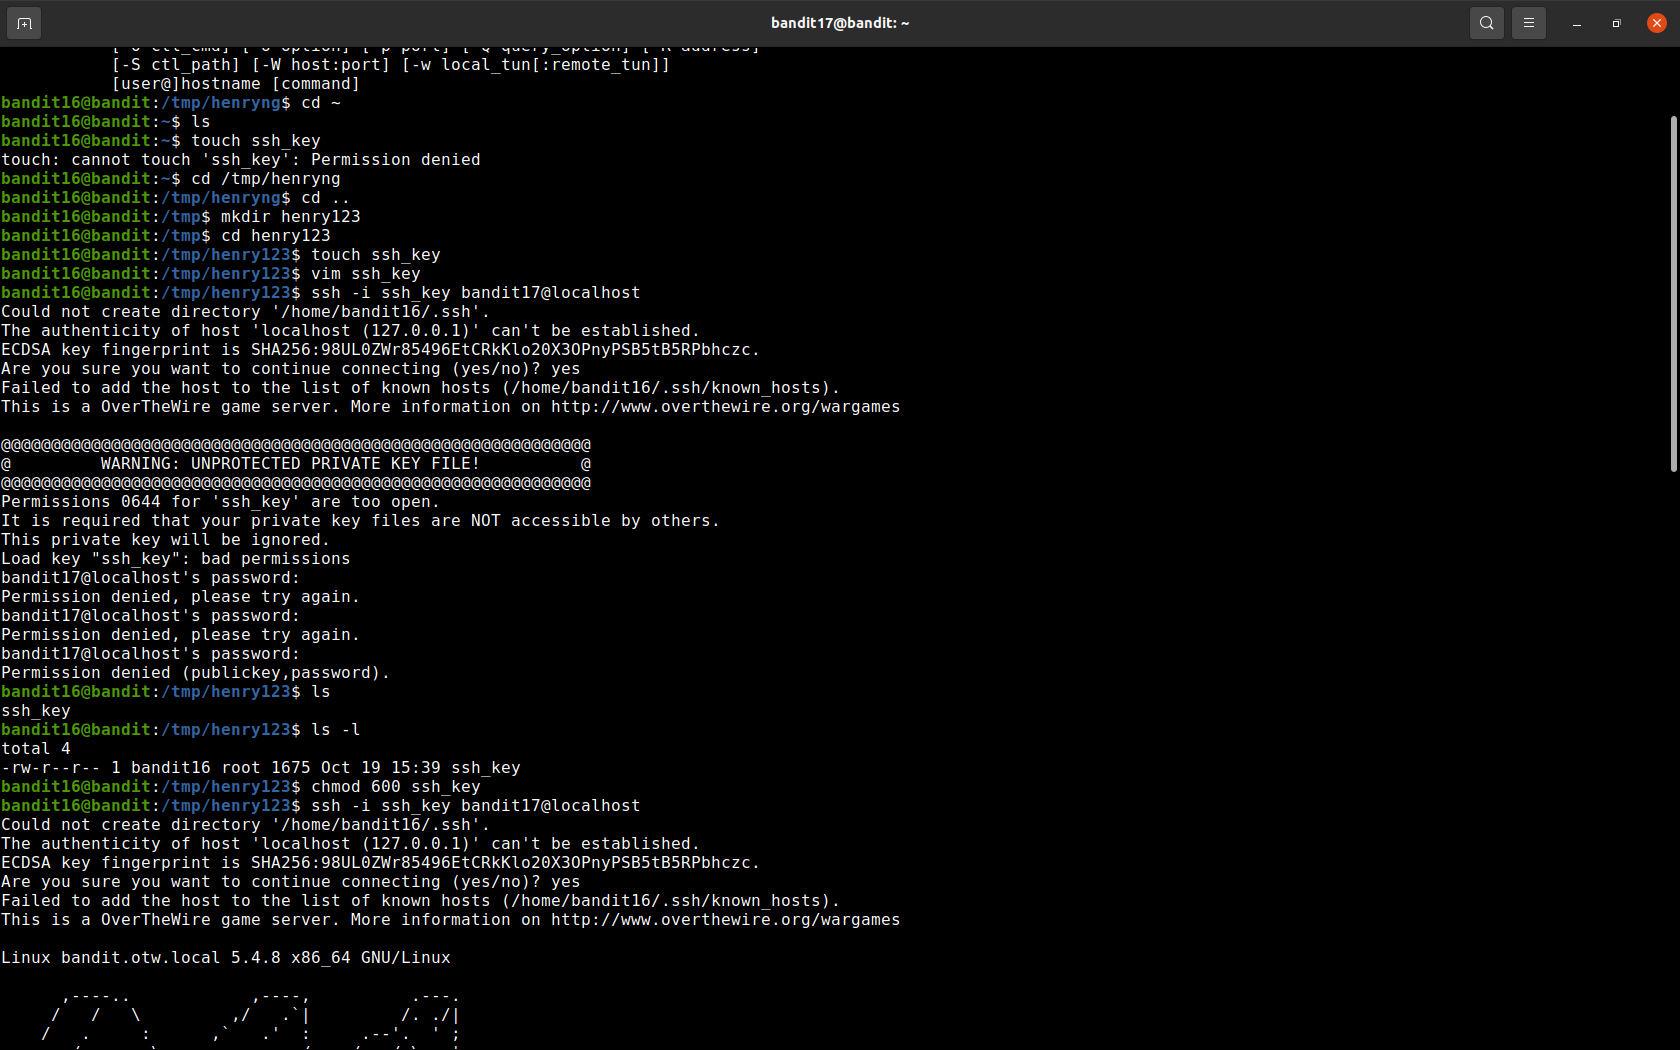 bandit17@bandit: ~
[-O ctl_cmd] [-o option] [-p port] [-Q query_option] [-R address]
[-S ctl_path] [-W host:port] [-w local_tun[:remote_tun]]
[user@]hostname [command]
bandit16@bandit:/tmp/henryng$ cd ~
bandit16@bandit:~$ ls
bandit16@bandit:~$ touch ssh_key
touch: cannot touch 'ssh_key': Permission denied
bandit16@bandit:~$ cd /tmp/henryng
bandit16@bandit:/tmp/henryng$ cd ..
bandit16@bandit:/tmp$ mkdir henry123
bandit16@bandit:/tmp$ cd henry123
bandit16@bandit:/tmp/henry123$ touch ssh_key
bandit16@bandit:/tmp/henry123$ vim ssh_key
bandit16@bandit:/tmp/henry123$ ssh -i ssh_key bandit17@localhost
Could not create directory '/home/bandit16/.ssh'.
The authenticity of host 'localhost (127.0.0.1)' can't be established.
ECDSA key fingerprint is SHA256:98UL0ZWr85496EtCRkKlo20X3OPnyPSB5tB5RPbhczc.
Are you sure you want to continue connecting (yes/no)? yes
Failed to add the host to the list of known hosts (/home/bandit16/.ssh/known_hosts).
This is a OverTheWire game server. More information on http://www.overthewire.org/wargames
@@@@@@@@@@@@@@@@@@@@@@@@@@@@@@@@@@@@@@@@@@@@@@@@@@@@@@@@@@@
@         WARNING: UNPROTECTED PRIVATE KEY FILE!          @
@@@@@@@@@@@@@@@@@@@@@@@@@@@@@@@@@@@@@@@@@@@@@@@@@@@@@@@@@@@
Permissions 0644 for 'ssh_key' are too open.
It is required that your private key files are NOT accessible by others.
This private key will be ignored.
Load key "ssh_key": bad permissions
bandit17@localhost's password:
Permission denied, please try again.
bandit17@localhost's password:
Permission denied, please try again.
bandit17@localhost's password:
Permission denied (publickey,password).
bandit16@bandit:/tmp/henry123$ ls
ssh_key
bandit16@bandit:/tmp/henry123$ ls -l
total 4
-rw-r--r-- 1 bandit16 root 1675 Oct 19 15:39 ssh_key
bandit16@bandit:/tmp/henry123$ chmod 600 ssh_key
bandit16@bandit:/tmp/henry123$ ssh -i ssh_key bandit17@localhost
Could not create directory '/home/bandit16/.ssh'.
The authenticity of host 'localhost (127.0.0.1)' can't be established.
ECDSA key fingerprint is SHA256:98UL0ZWr85496EtCRkKlo20X3OPnyPSB5tB5RPbhczc.
Are you sure you want to continue connecting (yes/no)? yes
Failed to add the host to the list of known hosts (/home/bandit16/.ssh/known_hosts).
This is a OverTheWire game server. More information on http://www.overthewire.org/wargames
Linux bandit.otw.local 5.4.8 x86_64 GNU/Linux
      ,----..            ,----,          .---.
     /   /   \         ,/   .`|         /. ./|
    /   .     :      ,`   .'  :     .--'.  ' ;